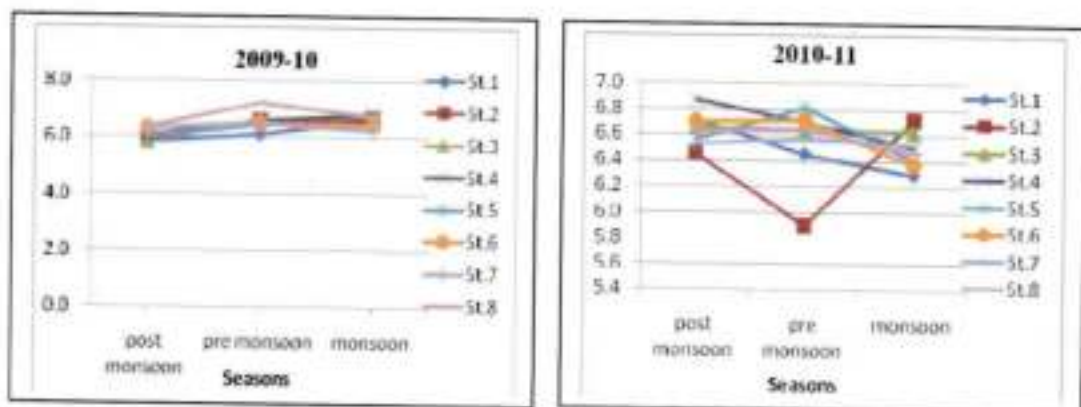 2009-10
8.0
6.0
4.0
2.0
0.0
post monsoon
pre monsoon
monsoon
Seasons
St.1
St.2
St.3
St.4
St.5
St.6
St.7
St.8
2010-11
7.0
6.8
6.6
6.4
6.2
6.0
5.8
5.6
5.4
post monsoon
pre monsoon
monsoon
Seasons
St.1
St.2
St.3
St.4
St.5
St.6
St.7
St.8